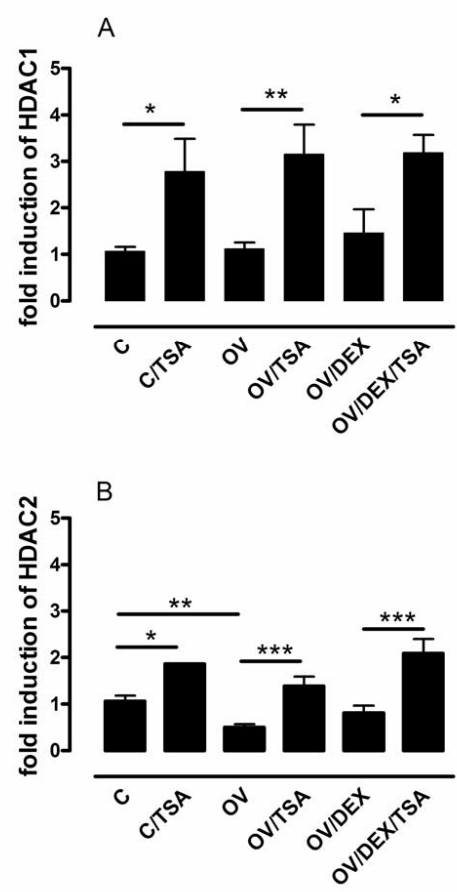 A
fold induction of HDAC1
5
4
3
2
1
0
*
**
*
C
C/TSA
OV
OV/TSA
OV/DEX
OV/DEX/TSA
B
fold induction of HDAC2
5
4
3
2
1
0
**
*
***
***
C
C/TSA
OV
OV/TSA
OV/DEX
OV/DEX/TSA